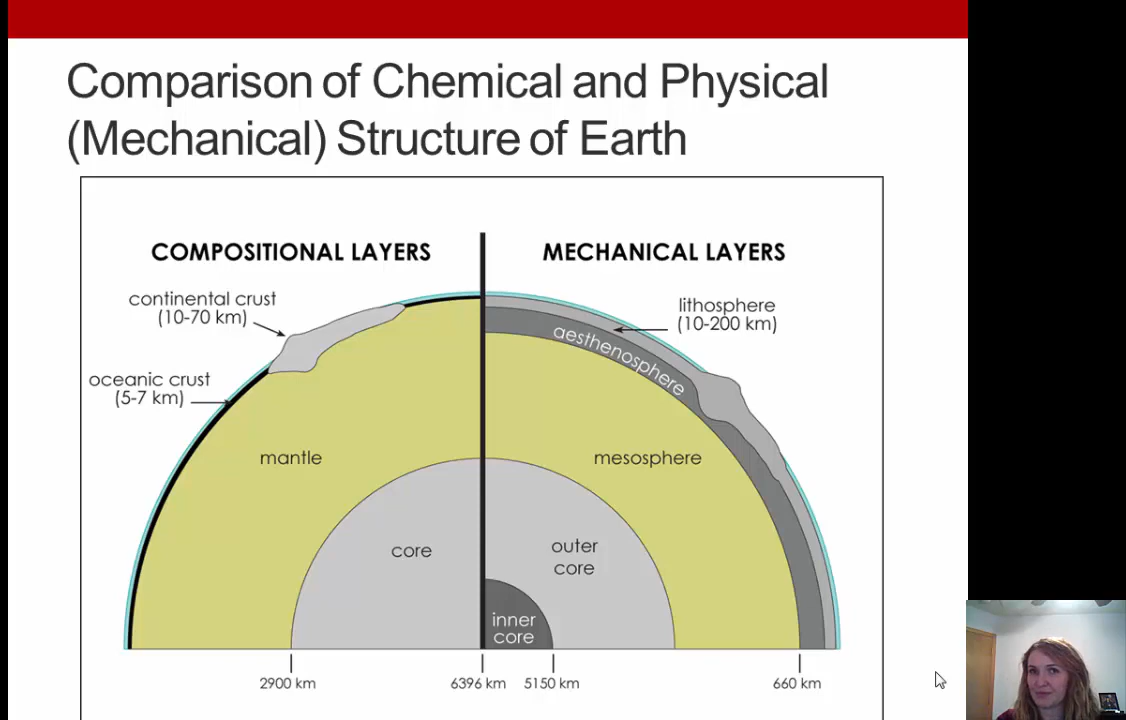 Comparison of Chemical and Physical
(Mechanical) Structure of Earth
COMPOSITIONAL LAYERS
MECHANICAL LAYERS
continental crust
(10-70 km)
oceanic crust
(5-7 km)
lithosphere
(10-200 km)
aesthenosphere
mantle
mesosphere
core
outer
core
inner
core
2900 km
6396 km
5150 km
660 km